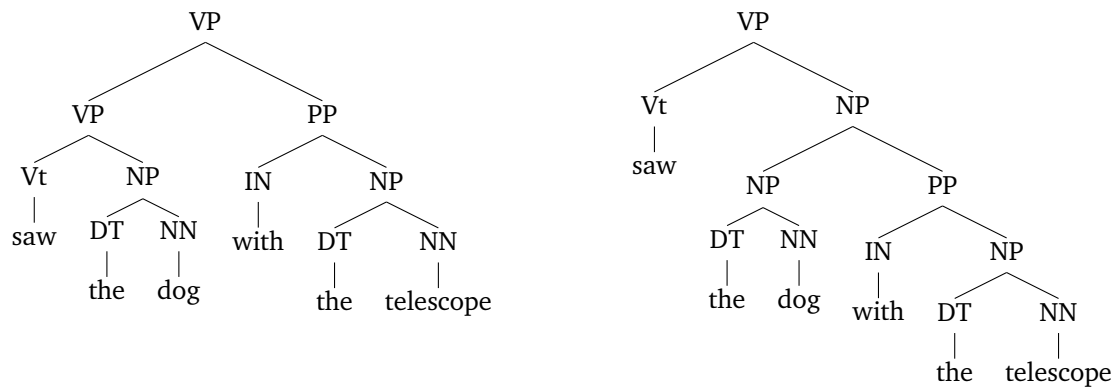 VP
VP PP
Vt NP IN NP
saw DT NN with DT NN
the dog the telescope
VP
Vt NP
saw NP PP
DT NN IN NP
the dog with DT NN
the telescope